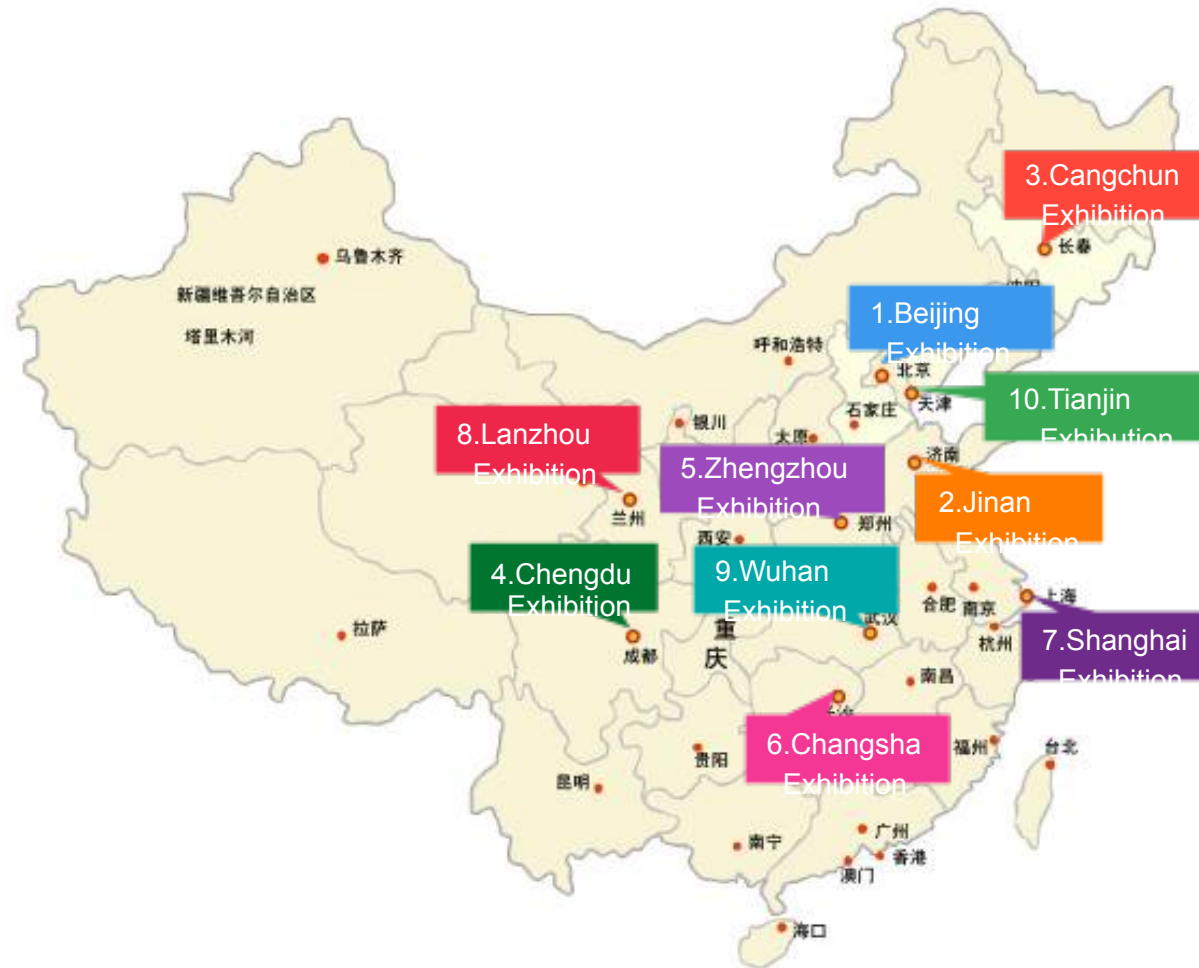 3.Cangchun
Exhibition
长春
乌鲁木齐
新疆维吾尔自治区
塔里木河
1.Beijing
Exhibition
呼和浩特
北京
10.Tianjin
Exhibution
天津
石家庄
8.Lanzhou
Exhibition
银川
太原
济南
5.Zhengzhou
Exhibition
2.Jinan
Exhibition
兰州
郑州
西安
4.Chengdu
Exhibition
9.Wuhan
Exhibition
合肥
南京
上海
武汉
重
庆
拉萨
成都
杭州
7.Shanghai
Exhibition
南昌
6.Changsha
Exhibition
贵阳
福州
台北
昆明
广州
南宁
香港
澳门
海口